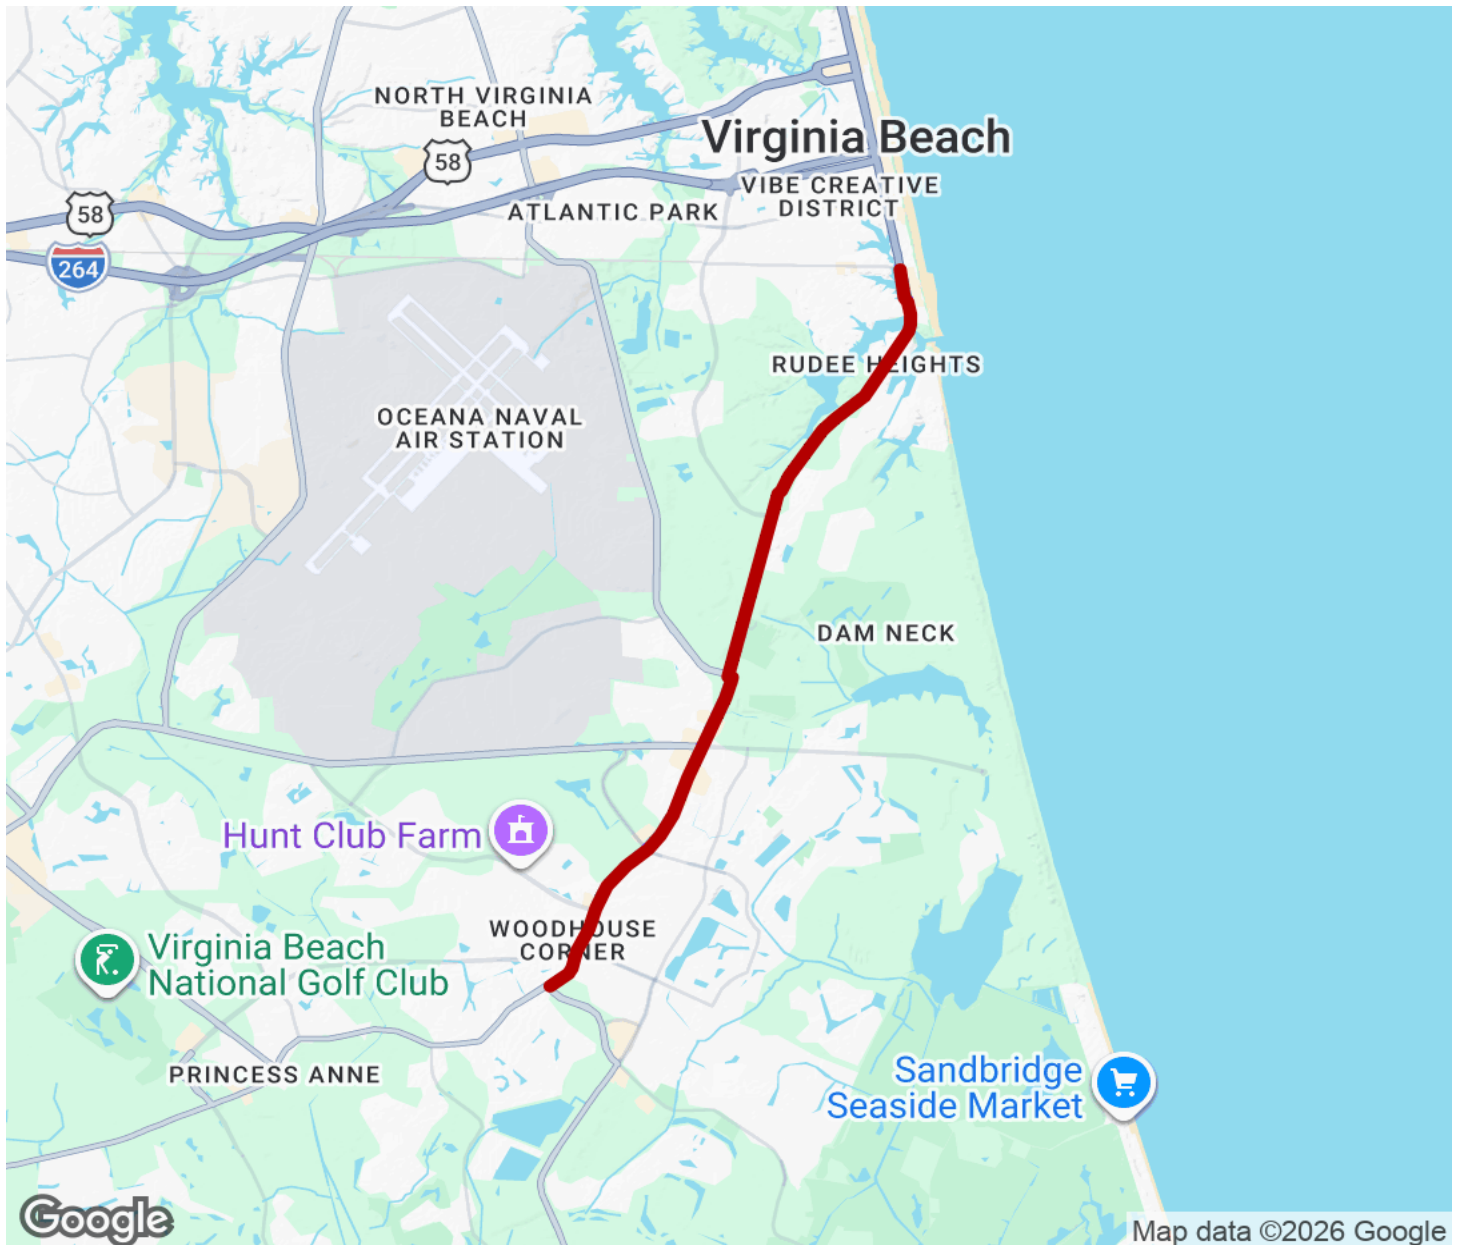 NORTH VIRGINIA
BEACH
58
Virginia Beach
VIBE CREATIVE
DISTRICT
58
ATLANTIC PARK
264
RUDEE HEIGHTS
OCEANA NAVAL
AIR STATION
DAM NECK
Hunt Club Farm
WOODHOUSE
CORNER
Virginia Beach
National Golf Club
PRINCESS ANNE
Sandbridge
Seaside Market
Google
Map data ©2026 Google